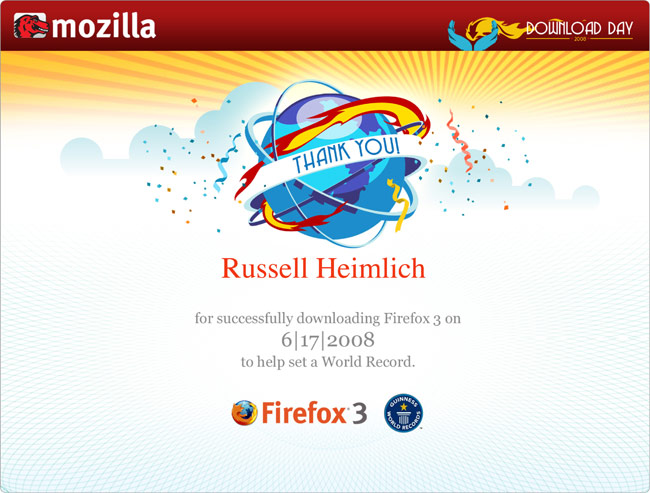 mozilla
DOWNLOAD DAY
2008
THANK YOU!
Russell Heimlich
for successfully downloading Firefox 3 on
6|17|2008
to help set a World Record.
Firefox 3
GUINNESS
WORLD RECORDS